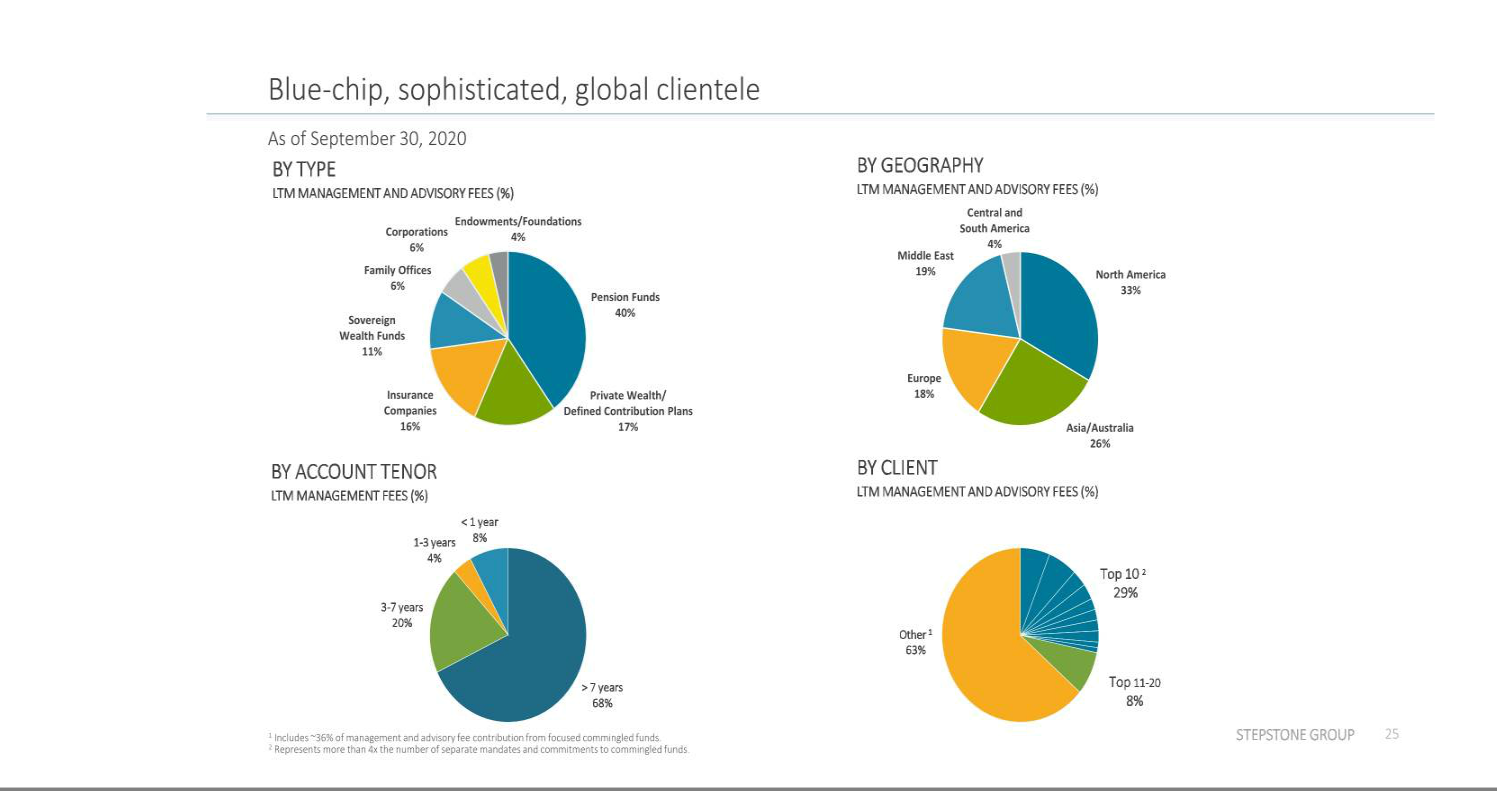 Blue-chip, sophisticated, global clientele
As of September 30, 2020
BY TYPE
LTM MANAGEMENT AND ADVISORY FEES (%)
Endowments/Foundations
4%
Corporations
6%
Family Offices
6%
Sovereign
Wealth Funds
11%
Insurance
Companies
16%
Pension Funds
40%
Private Wealth/
Defined Contribution Plans
17%
BY GEOGRAPHY
LTM MANAGEMENT AND ADVISORY FEES (%)
Central and
South America
4%
Middle East
19%
North America
33%
Europe
18%
Asia/Australia
26%
BY ACCOUNT TENOR
LTM MANAGEMENT FEES (%)
< 1 year
8%
1-3 years
4%
3-7 years
20%
> 7 years
68%
BY CLIENT
LTM MANAGEMENT AND ADVISORY FEES (%)
Top 10 ²
29%
Other ¹
63%
Top 11-20
8%
¹ Includes ~36% of management and advisory fee contribution from focused commingled funds.
² Represents more than 4x the number of separate mandates and commitments to commingled funds.
STEPSTONE GROUP 25